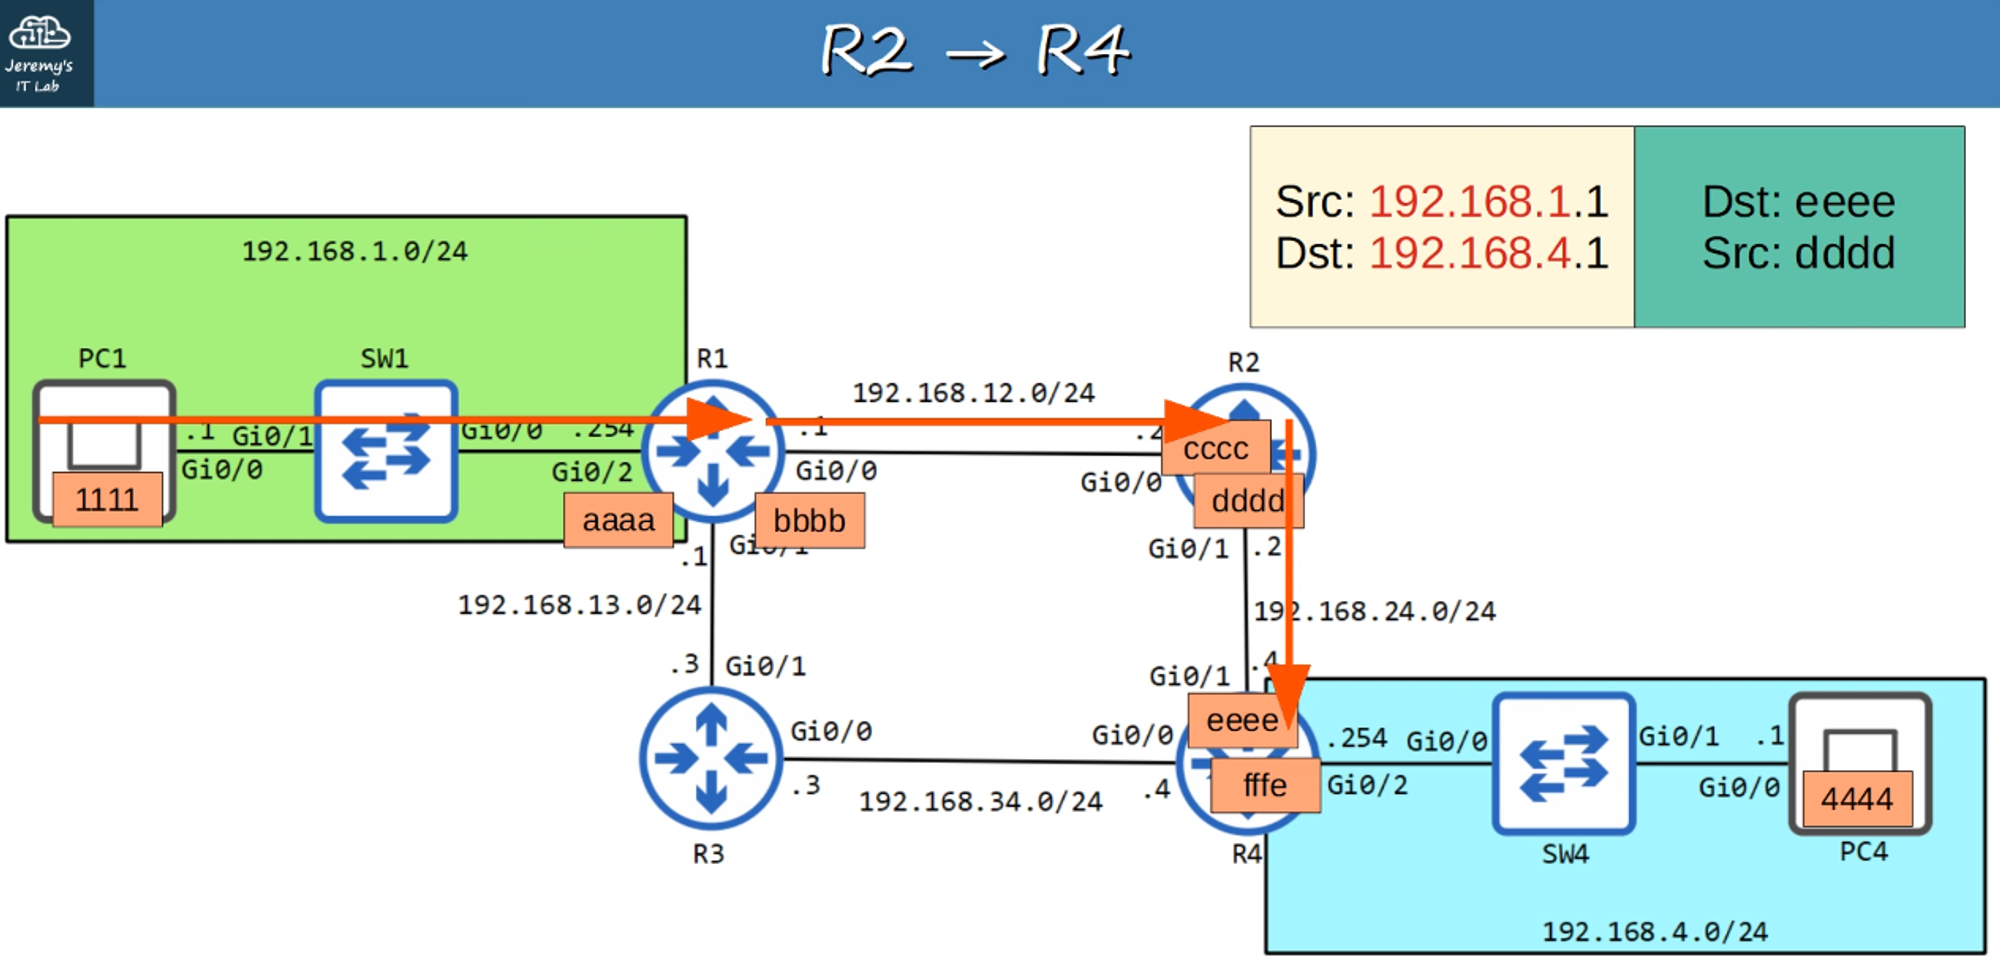 Jeremy's
IT Lab
R2 → R4
Src: 192.168.1.1
Dst: 192.168.4.1
Dst: eeee
Src: dddd
192.168.1.0/24
PC1
SW1
R1
R2
192.168.12.0/24
.1
Gi0/1
Gi0/0
.254
.1
.2
cccc
Gi0/0
Gi0/2
Gi0/0
Gi0/0
1111
aaaa
bbbb
dddd
.1
Gi0/1
Gi0/1
.2
192.168.13.0/24
192.168.24.0/24
.3
Gi0/1
.4
Gi0/1
eeee
Gi0/0
Gi0/0
.254
Gi0/0
Gi0/1
.1
.3
192.168.34.0/24
.4
fffe
Gi0/2
Gi0/0
4444
R3
R4
SW4
PC4
192.168.4.0/24